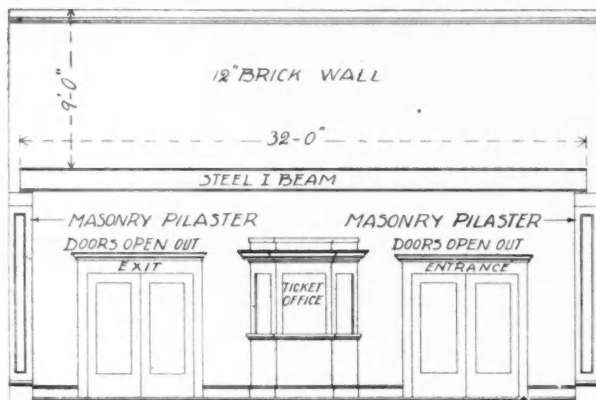 12" BRICK WALL
9'-0"
32-0"
STEEL I BEAM
MASONRY PILASTER MASONRY PILASTER
DOORS OPEN OUT DOORS OPEN OUT
EXIT ENTRANCE
TICKET
OFFICE